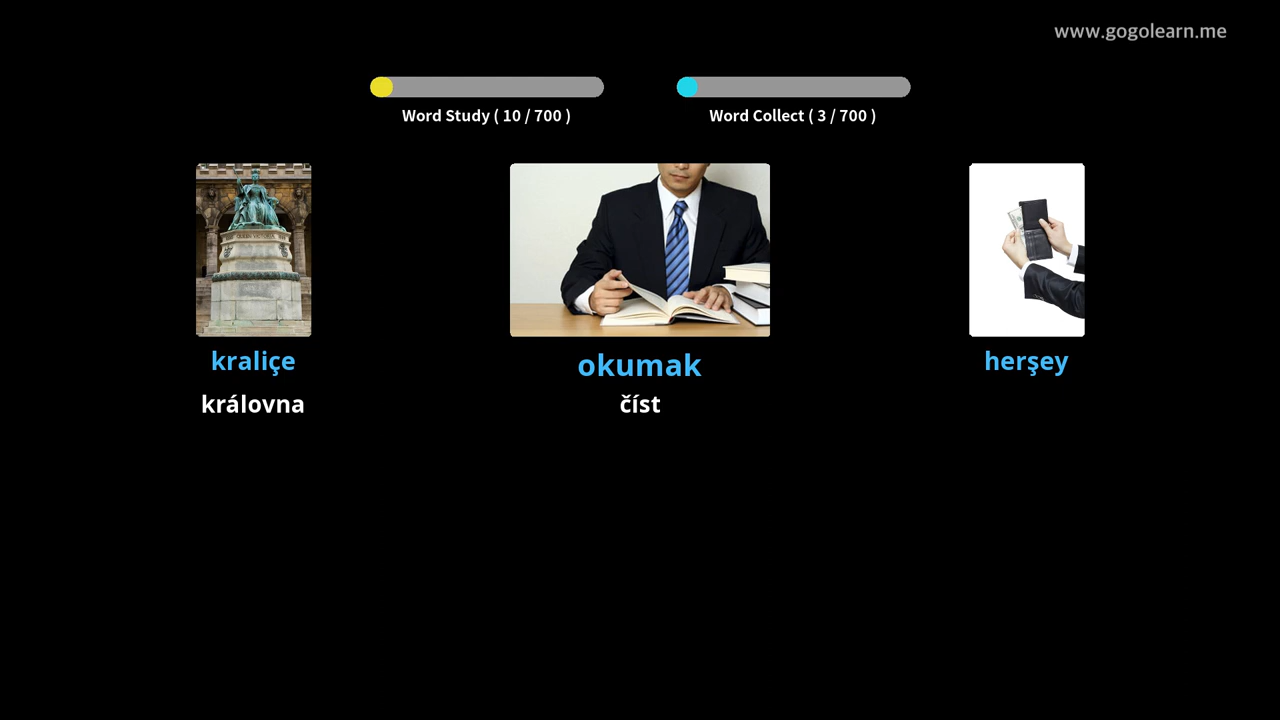 www.gogolearn.me
Word Study ( 10 / 700 )
Word Collect ( 3 / 700 )
kraliçe
okumak
herşey
královna
číst